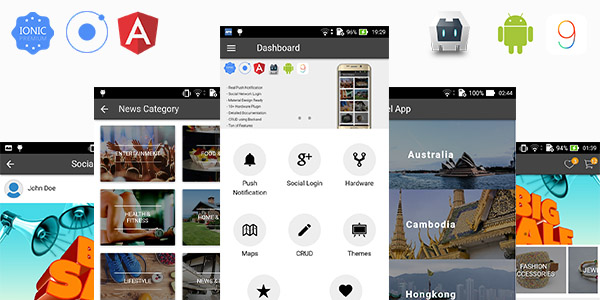 IONIC
PREMIUM
9
96% 19:29
Dashboard
- Real Push Notification
- Social Network Login
- Material Design Ready
- 10+ Hardware Plugin
- Detailed documentation
- CRUD using Backend
- Ton of Features
Push
Notification
Social Login
Hardware
Maps
CRUD
Themes
News Category
ENTERTAINMENT
FOOD &
HEALTH &
FITNESS
HOME &
LIFESTYLE
NEWS &
100% 02:44
el App
Australia
Cambodia
Hongkong
Social
John Doe
BIG
94% 01:39
BIG
SALE
FASHION
ACCESSORIES
JEWE